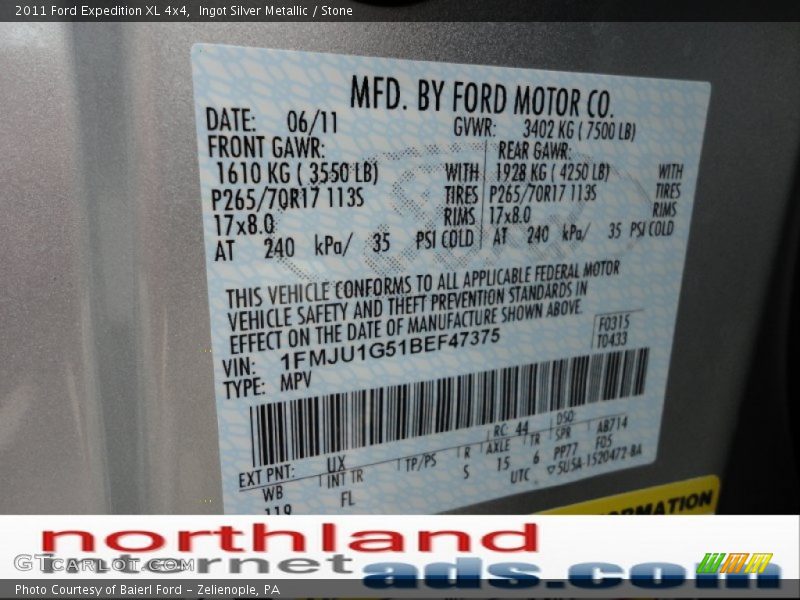 2011 Ford Expedition XL 4x4, Ingot Silver Metallic / Stone
MFD. BY FORD MOTOR CO.
DATE: 06/11 GVWR: 3402 KG ( 7500 LB)
FRONT GAWR: REAR GAWR:
1610 KG ( 3550 LB) WITH 1928 KG ( 4250 LB) WITH
P265/70R17 113S TIRES P265/70R17 113S TIRES
17x8.0 RIMS 17x8.0 RIMS
AT 240 kPa/ 35 PSI COLD AT 240 kPa/ 35 PSI COLD
THIS VEHICLE CONFORMS TO ALL APPLICABLE FEDERAL MOTOR
VEHICLE SAFETY AND THEFT PREVENTION STANDARDS IN
EFFECT ON THE DATE OF MANUFACTURE SHOWN ABOVE.
VIN: 1FMJU1G51BEF47375 F0315
TYPE: MPV T0433
EXT PNT: UX RC: 44 DSO:
WB INT TR TP/PS R AXLE TR SPR AB714
119 FL S 15 6 PP77 F05
UTC ▽5U5A-1520472-BA
INFORMATION
northland
internet
ads.com
GTCARLOT.COM
Photo Courtesy of Baierl Ford – Zelienople, PA